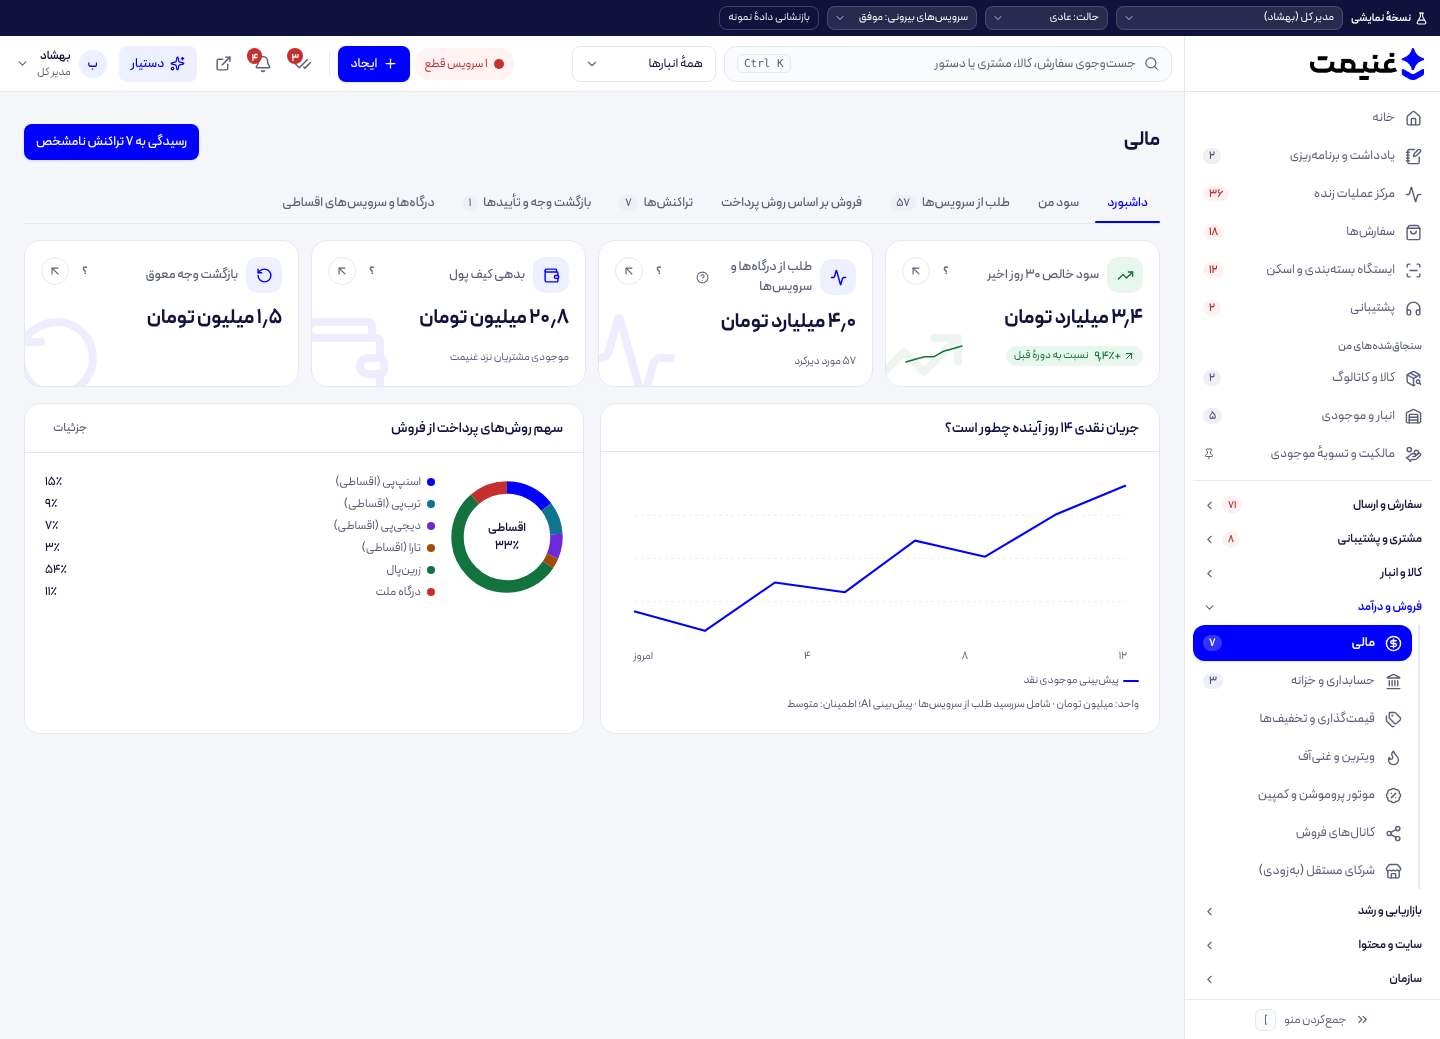 نسخهٔ نمایشی
مدیر کل (بهشاد)
حالت: عادی
سرویس‌های بیرونی: موفق
بازنشانی دادهٔ نمونه
غنیمت
جست‌وجوی سفارش، کالا، مشتری یا دستور
Ctrl K
همهٔ انبارها
۱ سرویس قطع
ایجاد
۳
۴
دستیار
ب
بهشاد
مدیر کل
خانه
یادداشت و برنامه‌ریزی ۲
مرکز عملیات زنده ۳۶
سفارش‌ها ۱۸
ایستگاه بسته‌بندی و اسکن ۱۲
پشتیبانی ۲
سنجاق‌شده‌های من
کالا و کاتالوگ ۲
انبار و موجودی ۵
مالکیت و تسویهٔ موجودی
سفارش و ارسال ۷۱
مشتری و پشتیبانی ۸
کالا و انبار
فروش و درآمد
مالی ۷
حسابداری و خزانه ۳
قیمت‌گذاری و تخفیف‌ها
ویترین و غنی‌آف
موتور پروموشن و کمپین
کانال‌های فروش
شرکای مستقل (به‌زودی)
بازاریابی و رشد
سایت و محتوا
سازمان
جمع‌کردن منو [
مالی
رسیدگی به ۷ تراکنش نامشخص
داشبورد
سود من
طلب از سرویس‌ها ۵۷
فروش بر اساس روش پرداخت
تراکنش‌ها ۷
بازگشت وجه و تأییدها ۱
درگاه‌ها و سرویس‌های اقساطی
سود خالص ۳۰ روز اخیر
؟
۳٫۴ میلیارد تومان
+۹٫۴٪ نسبت به دورهٔ قبل
طلب از درگاه‌ها و
سرویس‌ها
؟
۴٫۰ میلیارد تومان
۵۷ مورد دیرکرد
بدهی کیف پول
؟
۲۰٫۸ میلیون تومان
موجودی مشتریان نزد غنیمت
بازگشت وجه معوق
؟
۱٫۵ میلیون تومان
جریان نقدی ۱۴ روز آینده چطور است؟
امروز
۴
۸
۱۲
پیش‌بینی موجودی نقد
واحد: میلیون تومان · شامل سررسید طلب از سرویس‌ها · پیش‌بینی AI؛ اطمینان: متوسط
سهم روش‌های پرداخت از فروش
جزئیات
اقساطی
۳۳٪
اسنپ‌پی (اقساطی) ۱۵٪
ترب‌پی (اقساطی) ۹٪
دیجی‌پی (اقساطی) ۷٪
تارا (اقساطی) ۳٪
زرین‌پال ۵۴٪
درگاه ملت ۱۱٪